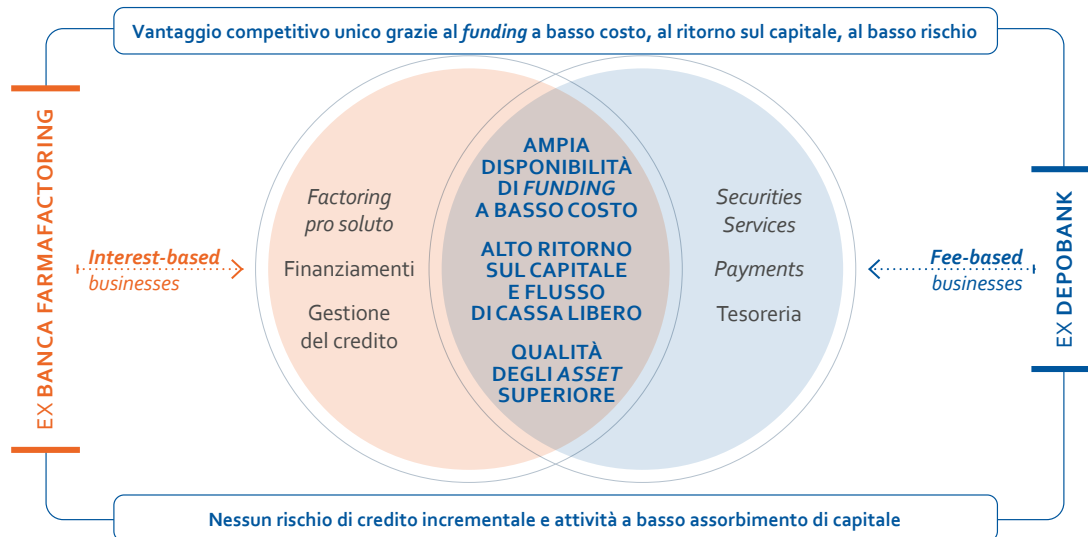 Vantaggio competitivo unico grazie al funding a basso costo, al ritorno sul capitale, al basso rischio
EX BANCA FARMAFACTORING
Interest-based
businesses
Factoring
pro soluto
Finanziamenti
Gestione
del credito
AMPIA
DISPONIBILITÀ
DI FUNDING
A BASSO COSTO
ALTO RITORNO
SUL CAPITALE
E FLUSSO
DI CASSA LIBERO
QUALITÀ
DEGLI ASSET
SUPERIORE
Securities
Services
Payments
Tesoreria
Fee-based
businesses
EX DEPOBANK
Nessun rischio di credito incrementale e attività a basso assorbimento di capitale